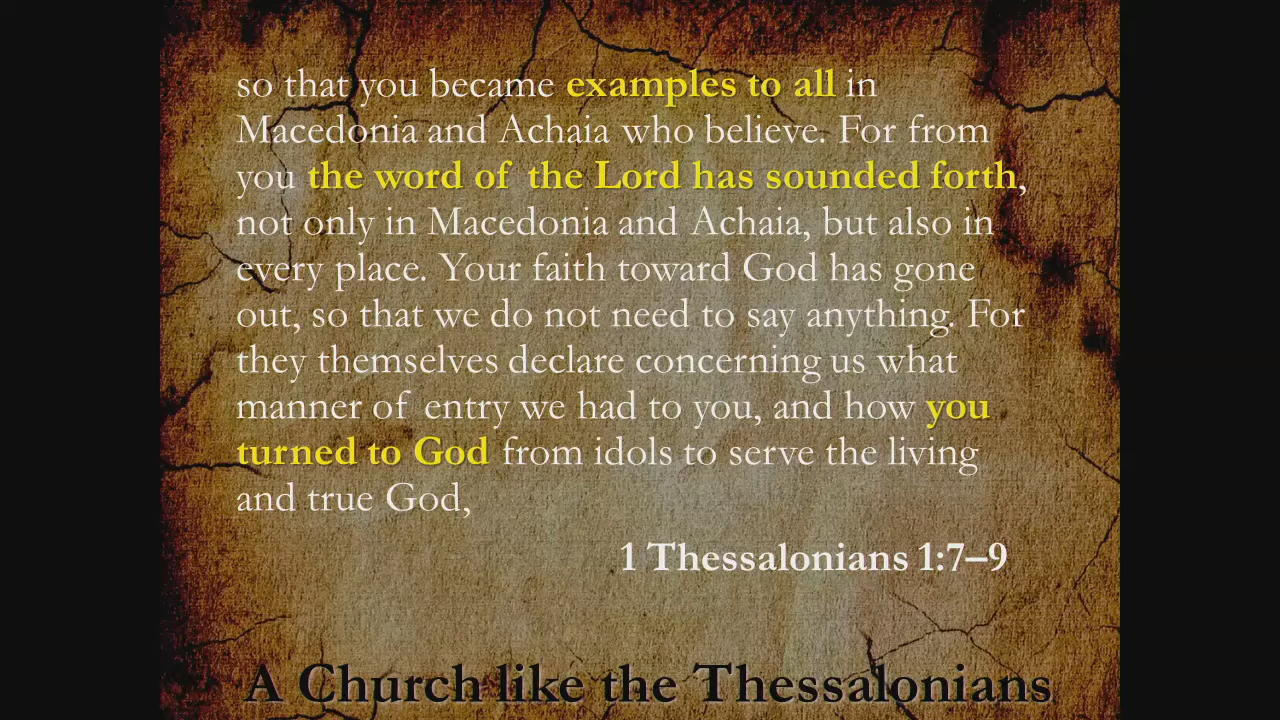 so that you became examples to all in
Macedonia and Achaia who believe. For from
you the word of the Lord has sounded forth,
not only in Macedonia and Achaia, but also in
every place. Your faith toward God has gone
out, so that we do not need to say anything. For
they themselves declare concerning us what
manner of entry we had to you, and how you
turned to God from idols to serve the living
and true God,
1 Thessalonians 1:7–9
A Church like the Thessalonians